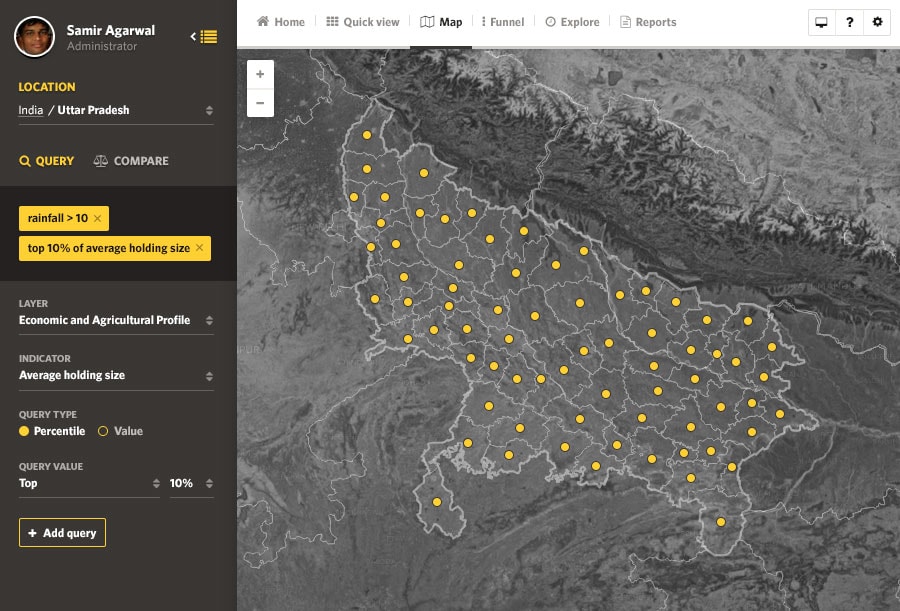 Samir Agarwal
Administrator
LOCATION
India / Uttar Pradesh
QUERY
COMPARE
rainfall > 10 ×
top 10% of average holding size ×
LAYER
Economic and Agricultural Profile
INDICATOR
Average holding size
QUERY TYPE
Percentile
Value
QUERY VALUE
Top
10%
+ Add query
Home
Quick view
Map
Funnel
Explore
Reports
?
+
−